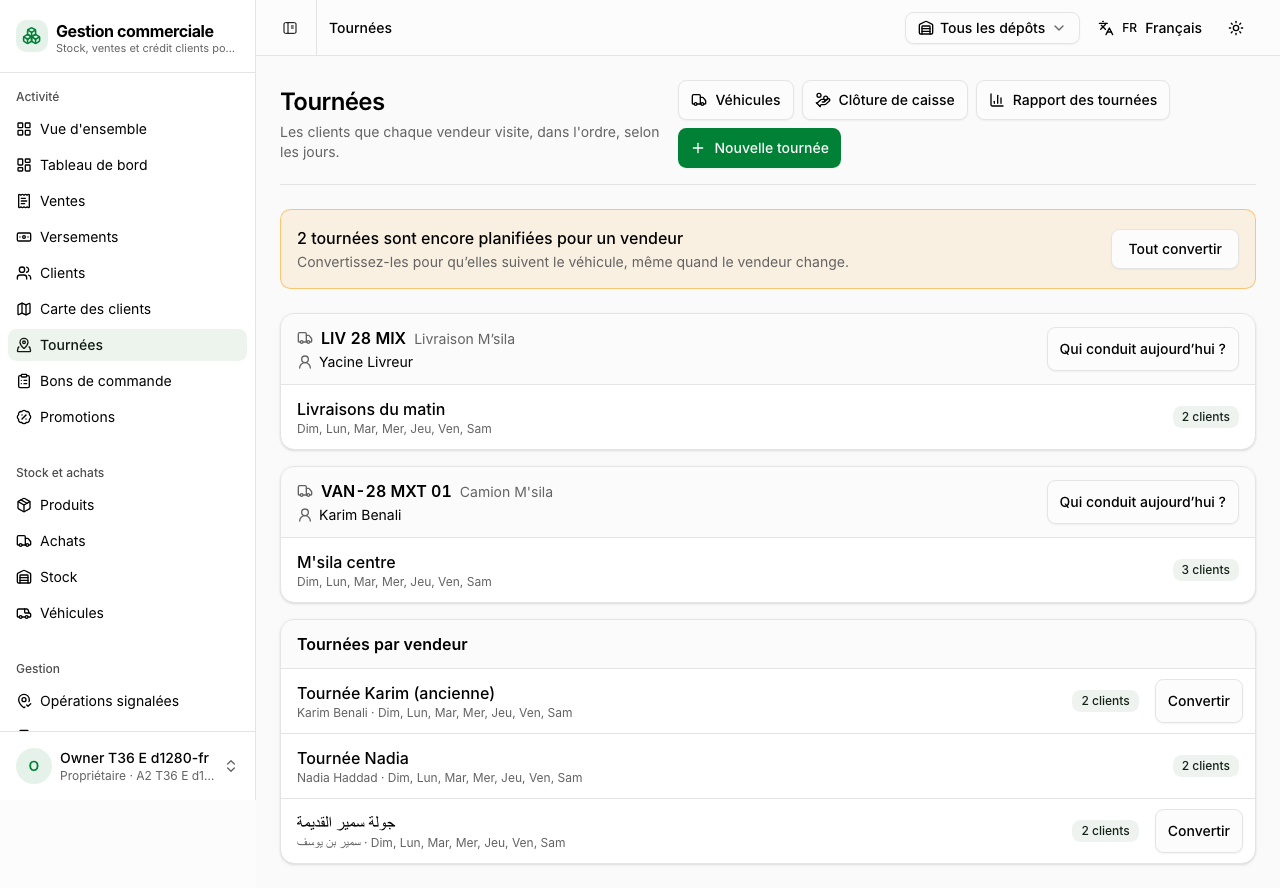 Gestion commerciale
Stock, ventes et crédit clients po...
Activité
Vue d'ensemble
Tableau de bord
Ventes
Versements
Clients
Carte des clients
Tournées
Bons de commande
Promotions
Stock et achats
Produits
Achats
Stock
Véhicules
Gestion
Opérations signalées
O
Owner T36 E d1280-fr
Propriétaire · A2 T36 E d1...
Tournées
Tous les dépôts
FR Français
Tournées
Les clients que chaque vendeur visite, dans l'ordre, selon
les jours.
Véhicules
Clôture de caisse
Rapport des tournées
Nouvelle tournée
2 tournées sont encore planifiées pour un vendeur
Convertissez-les pour qu’elles suivent le véhicule, même quand le vendeur change.
Tout convertir
LIV 28 MIX Livraison M’sila
Yacine Livreur
Qui conduit aujourd’hui ?
Livraisons du matin
Dim, Lun, Mar, Mer, Jeu, Ven, Sam
2 clients
VAN-28 MXT 01 Camion M'sila
Karim Benali
Qui conduit aujourd’hui ?
M'sila centre
Dim, Lun, Mar, Mer, Jeu, Ven, Sam
3 clients
Tournées par vendeur
Tournée Karim (ancienne)
Karim Benali · Dim, Lun, Mar, Mer, Jeu, Ven, Sam
2 clients
Convertir
Tournée Nadia
Nadia Haddad · Dim, Lun, Mar, Mer, Jeu, Ven, Sam
2 clients
جولة سمير القديمة
سمير بن يوسف · Dim, Lun, Mar, Mer, Jeu, Ven, Sam
2 clients
Convertir